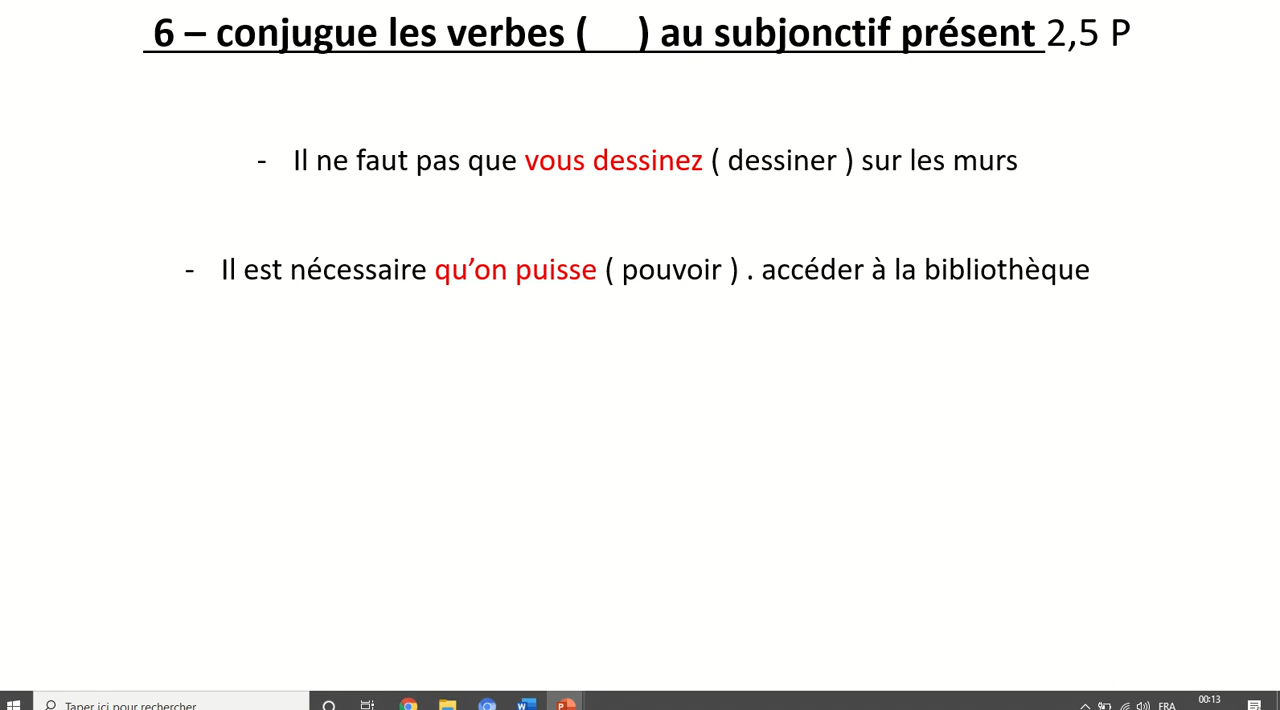 6 – conjugue les verbes ( ) au subjonctif présent 2,5 P
- Il ne faut pas que vous dessinez ( dessiner ) sur les murs
- Il est nécessaire qu’on puisse ( pouvoir ) . accéder à la bibliothèque
Taper ici pour rechercher
FRA
00:13